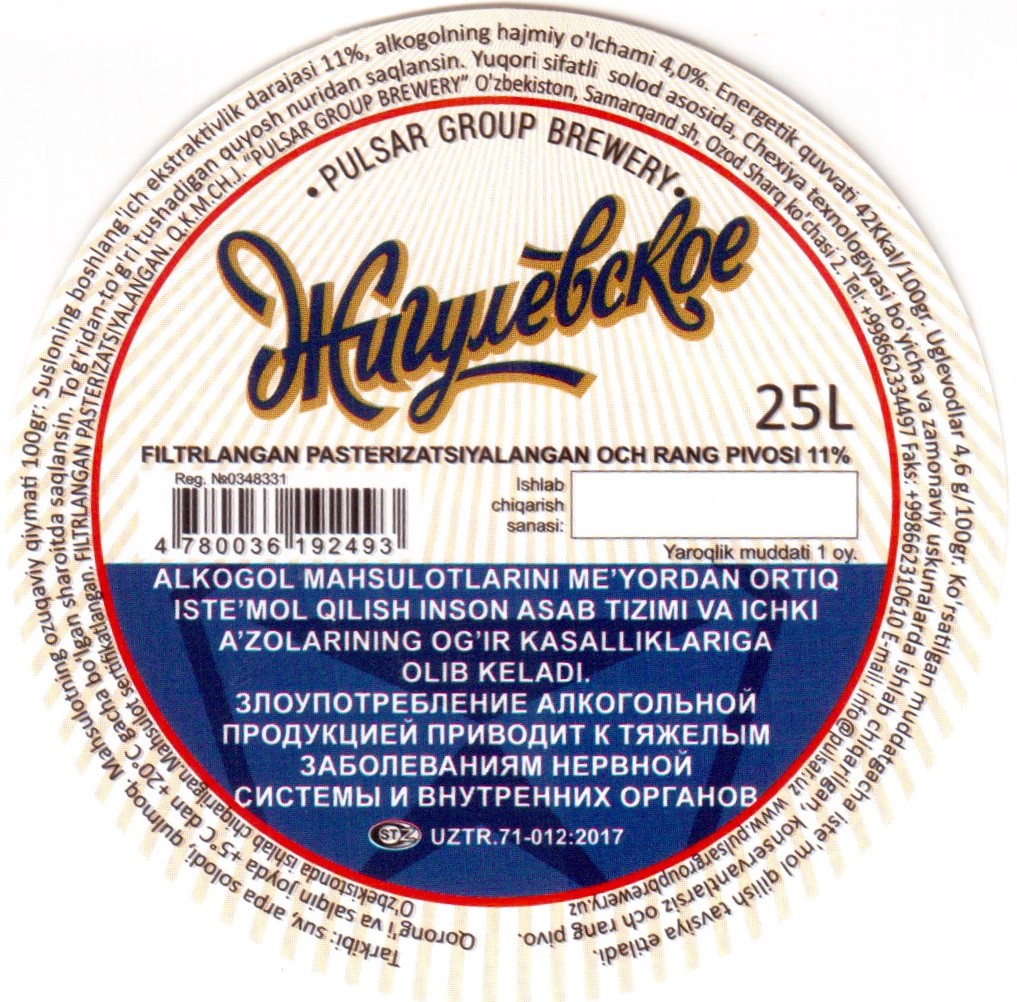 Tarkibi: suv, arpa solodi, qulmoq. Mahsulotning ozuqaviy qiymati 100gr: Susloning boshlang'ich ekstraktivlik darajasi 11%, alkogolning hajmiy o'lchami 4,0%. Energetik quvvati 42Kkal/100gr. Uglevodlar 4,6 g/100gr. Ko'rsatilgan muddatgacha iste'mol qilish tavsiya etiladi.
Qorong'i va salqin joyda +5°C dan +20°C gacha bo'lgan sharoitda saqlansin. To'g'ridan-to'g'ri tushadigan quyosh nuridan saqlansin. Yuqori sifatli solod asosida, Chexiya texnologiyasi bo'yicha va zamonaviy uskunalarda ishlab chiqarilgan, konservantlarsiz och rang pivo.
O'zbekistonda ishlab chiqarilgan.Mahsulot sertifikatlangan. FILTRLANGAN PASTERIZATSIYALANGAN. Q.K.M.CH.J. "PULSAR GROUP BREWERY" O'zbekiston, Samarqand sh, Ozod Sharq ko'chasi 2. Tel: +998662334497 Faks: +998662310610 E-mail: info@pulsar.uz www.pulsargroupbrewery.uz
• PULSAR GROUP BREWERY •
Жигулёвское
25L
FILTRLANGAN PASTERIZATSIYALANGAN OCH RANG PIVOSI 11%
Reg. №0348331
4 780036 192493
Ishlab
chiqarish
sanasi:
Yaroqlik muddati 1 oy.
ALKOGOL MAHSULOTLARINI ME'YORDAN ORTIQ
ISTE'MOL QILISH INSON ASAB TIZIMI VA ICHKI
A'ZOLARINING OG'IR KASALLIKLARIGA
OLIB KELADI.
ЗЛОУПОТРЕБЛЕНИЕ АЛКОГОЛЬНОЙ
ПРОДУКЦИЕЙ ПРИВОДИТ К ТЯЖЕЛЫМ
ЗАБОЛЕВАНИЯМ НЕРВНОЙ
СИСТЕМЫ И ВНУТРЕННИХ ОРГАНОВ
STZ UZTR.71-012:2017